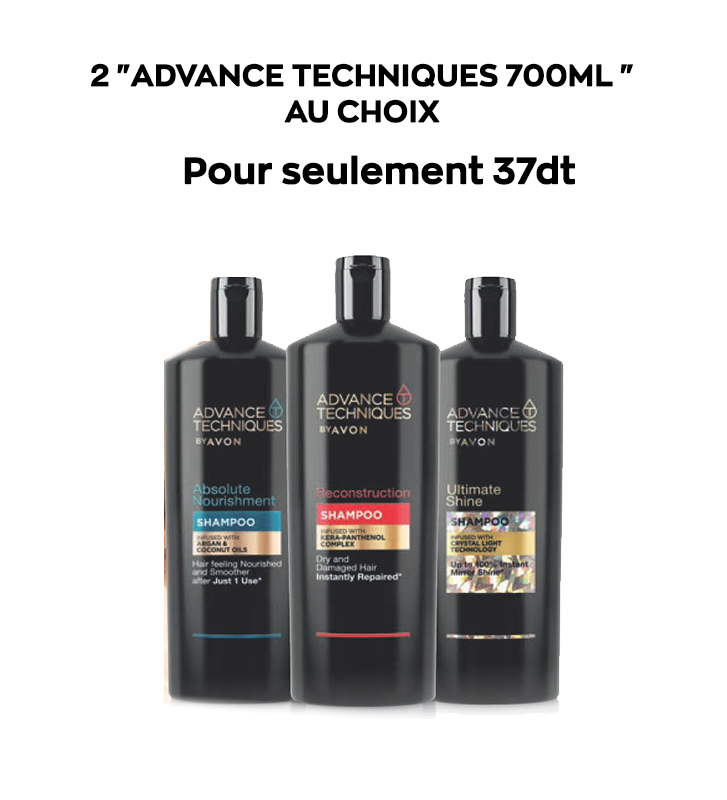 2 "ADVANCE TECHNIQUES 700ML "
AU CHOIX
Pour seulement 37dt
ADVANCE T
TECHNIQUES
BY AVON
Absolute
Nourishment
SHAMPOO
INFUSED WITH:
ARGAN &
COCONUT OILS
Hair feeling Nourished
and Smoother
after Just 1 Use*
ADVANCE T
TECHNIQUES
BY AVON
Reconstruction
SHAMPOO
INFUSED WITH:
KERA-PANTHENOL
COMPLEX
Dry and
Damaged Hair
Instantly Repaired*
ADVANCE T
TECHNIQUES
BY AVON
Ultimate
Shine
SHAMPOO
INFUSED WITH:
CRYSTAL LIGHT
TECHNOLOGY
Up to 100% Instant
Mirror Shine*